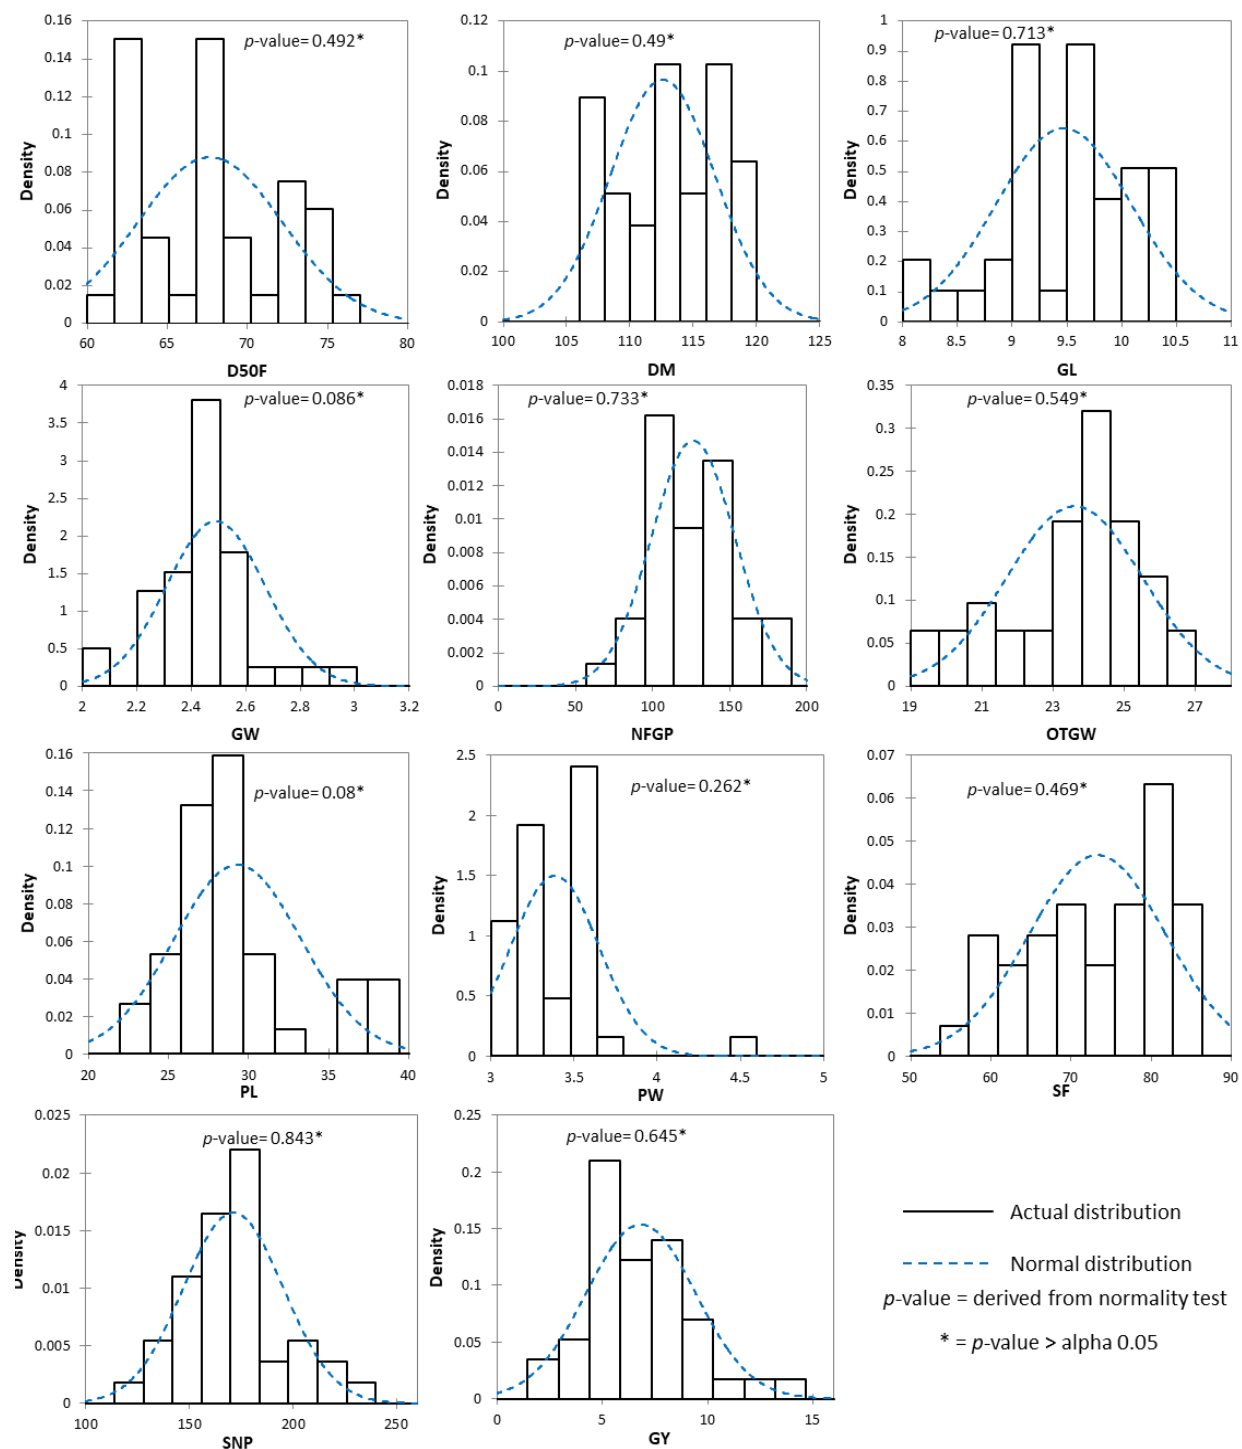 0.16
0.14
0.12
0.1
0.08
0.06
0.04
0.02
0
Density
p-value= 0.492*
60 65 70 75 80
D50F
0.12
0.1
0.08
0.06
0.04
0.02
0
Density
p-value= 0.49*
100 105 110 115 120 125
DM
1
0.9
0.8
0.7
0.6
0.5
0.4
0.3
0.2
0.1
0
Density
p-value= 0.713*
8 8.5 9 9.5 10 10.5 11
GL
4
3.5
3
2.5
2
1.5
1
0.5
0
Density
p-value= 0.086*
2 2.2 2.4 2.6 2.8 3 3.2
GW
0.018
0.016
0.014
0.012
0.01
0.008
0.006
0.004
0.002
0
Density
p-value= 0.733*
0 50 100 150 200
NFGP
0.35
0.3
0.25
0.2
0.15
0.1
0.05
0
Density
p-value= 0.549*
19 21 23 25 27
OTGW
0.16
0.14
0.12
0.1
0.08
0.06
0.04
0.02
0
Density
p-value= 0.08*
20 25 30 35 40
PL
2.5
2
1.5
1
0.5
0
Density
p-value= 0.262*
3 3.5 4 4.5 5
PW
0.07
0.06
0.05
0.04
0.03
0.02
0.01
0
Density
p-value= 0.469*
50 60 70 80 90
SF
0.025
0.02
0.015
0.01
0.005
0
Density
p-value= 0.843*
100 150 200 250
SNP
0.25
0.2
0.15
0.1
0.05
0
Density
p-value= 0.645*
0 5 10 15
GY
Actual distribution
Normal distribution
p-value = derived from normality test
* = p-value > alpha 0.05